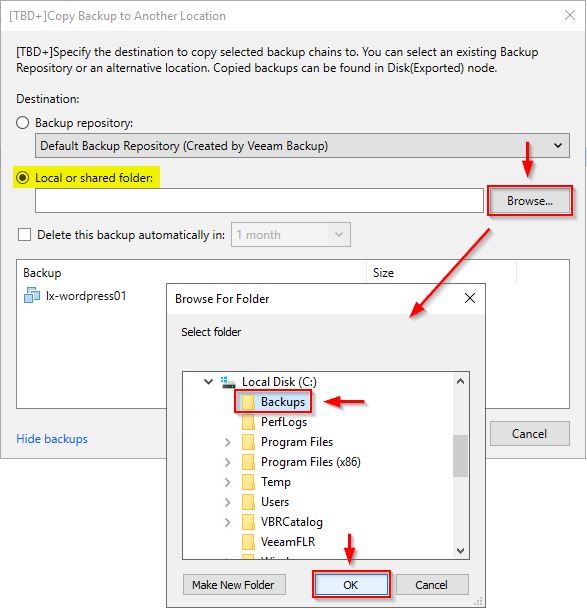 [TBD+]Copy Backup to Another Location
[TBD+]Specify the destination to copy selected backup chains to. You can select an existing Backup
Repository or an alternative location. Copied backups can be found in Disk(Exported) node.
Destination:
Backup repository:
Default Backup Repository (Created by Veeam Backup)
Local or shared folder:
Browse...
Delete this backup automatically in: 1 month
Backup Size
lx-wordpress01
Hide backups
Cancel
Browse For Folder
Select folder
Local Disk (C:)
Backups
PerfLogs
Program Files
Program Files (x86)
Temp
Users
VBRCatalog
VeeamFLR
Make New Folder OK Cancel